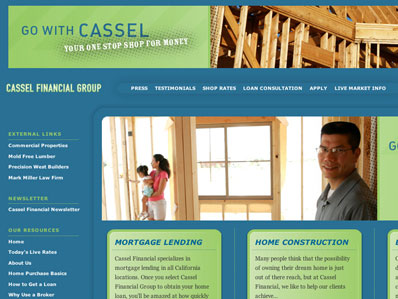 GO WITH CASSEL
YOUR ONE STOP SHOP FOR MONEY
CASSEL FINANCIAL GROUP
PRESS TESTIMONIALS SHOP RATES LOAN CONSULTATION APPLY LIVE MARKET INFO
EXTERNAL LINKS
Commercial Properties
Mold Free Lumber
Precision West Builders
Mark Miller Law Firm
NEWSLETTER
Cassel Financial Newsletter
OUR RESOURCES
Home
Today's Live Rates
About Us
Home Purchase Basics
How to Get a Loan
Why Use a Broker
GO
MORTGAGE LENDING
Cassel Financial specializes in
mortgage lending in all California
locations. Once you select Cassel
Financial Group to obtain your home
loan, you'll be amazed at how quickly
HOME CONSTRUCTION
Many people think that the possibility
of owning their dream home is just
out of there reach, but at Cassel
Financial, we like to help our clients
achieve...